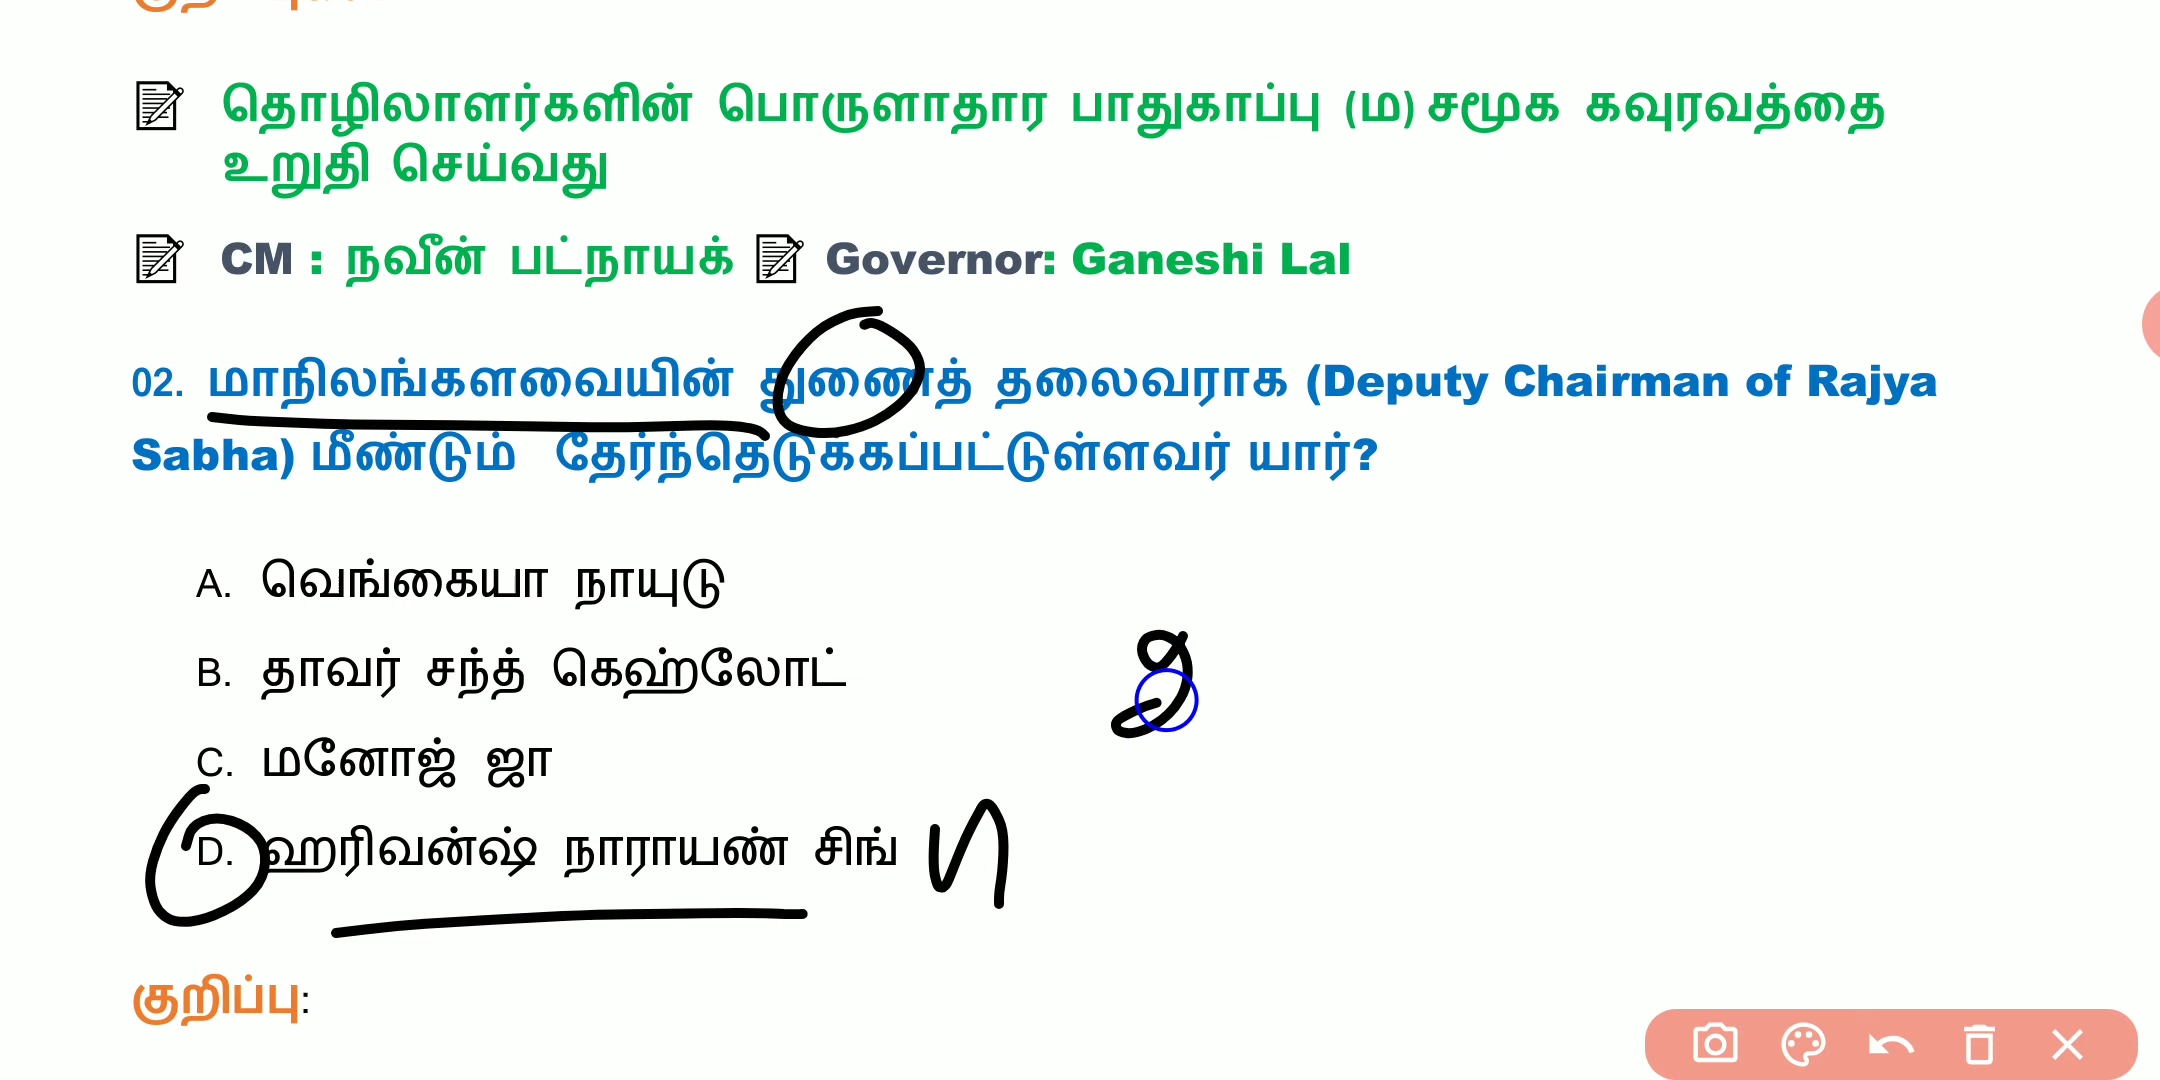 தொழிலாளர்களின் பொருளாதார பாதுகாப்பு (ம) சமூக கவுரவத்தை
உறுதி செய்வது
CM : நவீன் பட்நாயக் Governor: Ganeshi Lal
02. மாநிலங்களவையின் துணைத் தலைவராக (Deputy Chairman of Rajya
Sabha) மீண்டும் தேர்ந்தெடுககப்பட்டுள்ளவர் யார்?
A. வெங்கையா நாயுடு
B. தாவர் சந்த் கெஹ்லோட்
C. மனோஜ் ஜா
D. ஹரிவன்ஷ் நாராயண் சிங்
குறிப்பு: